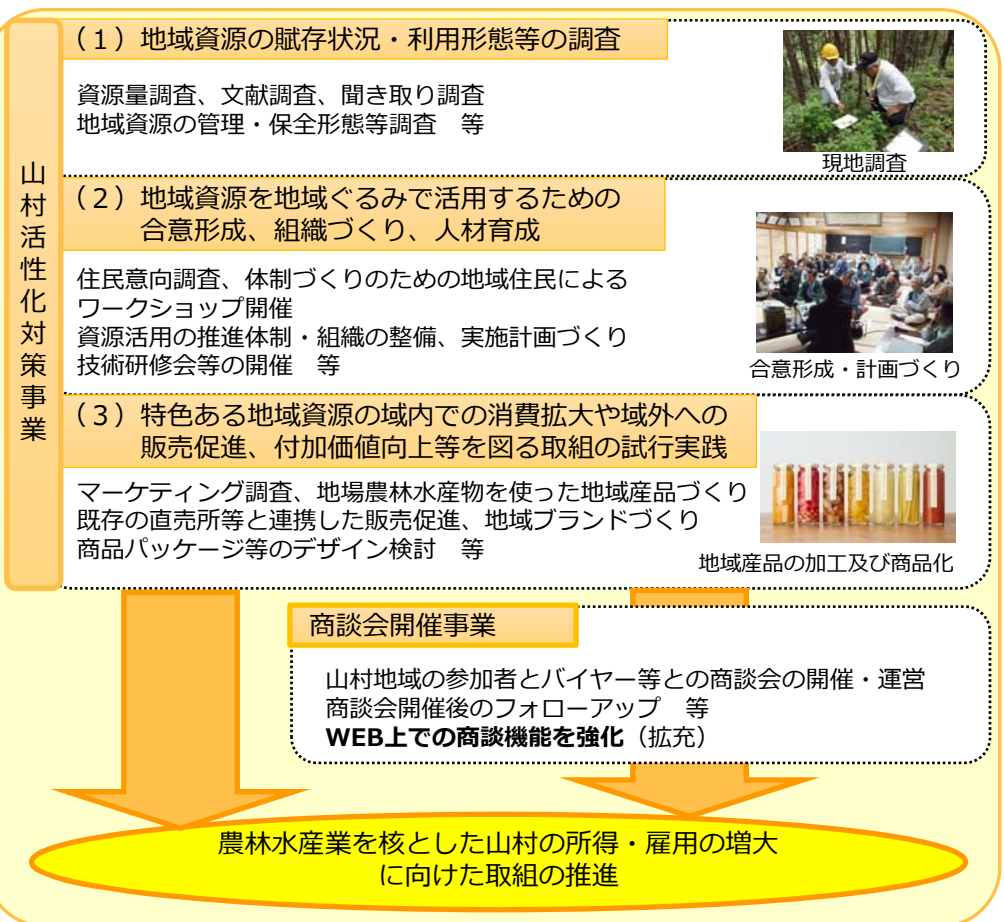 山村活性化対策事業
（１）地域資源の賦存状況・利用形態等の調査
資源量調査、文献調査、聞き取り調査
地域資源の管理・保全形態等調査　等
現地調査
（２）地域資源を地域ぐるみで活用するための
合意形成、組織づくり、人材育成
住民意向調査、体制づくりのための地域住民による
ワークショップ開催
資源活用の推進体制・組織の整備、実施計画づくり
技術研修会等の開催　等
合意形成・計画づくり
（３）特色ある地域資源の域内での消費拡大や域外への
販売促進、付加価値向上等を図る取組の試行実践
マーケティング調査、地場農林水産物を使った地域産品づくり
既存の直売所等と連携した販売促進、地域ブランドづくり
商品パッケージ等のデザイン検討　等
地域産品の加工及び商品化
商談会開催事業
山村地域の参加者とバイヤー等との商談会の開催・運営
商談会開催後のフォローアップ　等
WEB上での商談機能を強化（拡充）
農林水産業を核とした山村の所得・雇用の増大
に向けた取組の推進